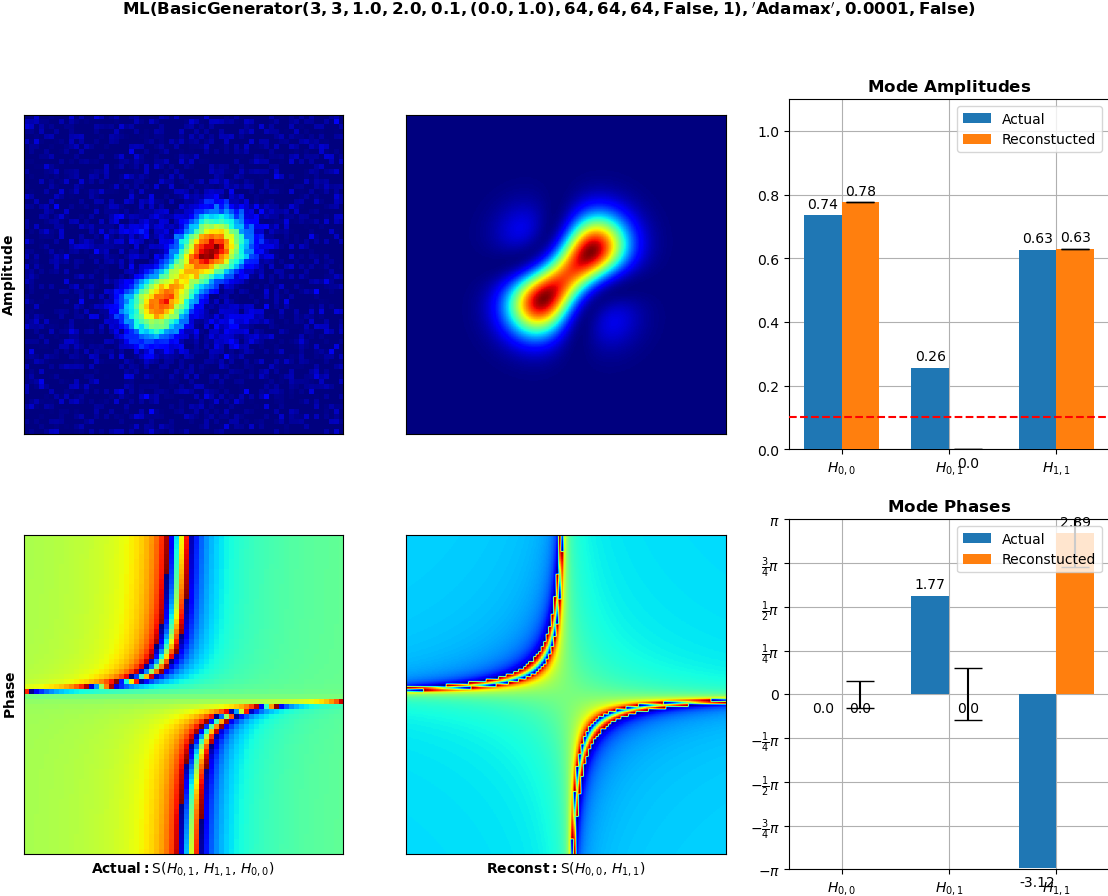 ML(BasicGenerator(3, 3, 1.0, 2.0, 0.1, (0.0, 1.0), 64, 64, 64, False, 1), ′Adamax′, 0.0001, False)
Amplitude
Mode Amplitudes
Actual
Reconstucted
1.0
0.8
0.6
0.4
0.2
0.0
0.74
0.78
0.26
0.0
0.63
0.63
H0,0
H0,1
H1,1
Phase
Actual: S(H0,1, H1,1, H0,0)
Reconst: S(H0,0, H1,1)
Mode Phases
Actual
Reconstucted
π
3/4π
1/2π
1/4π
0
−1/4π
−1/2π
−3/4π
−π
0.0
0.0
1.77
0.0
-3.12
2.89
H0,0
H0,1
H1,1